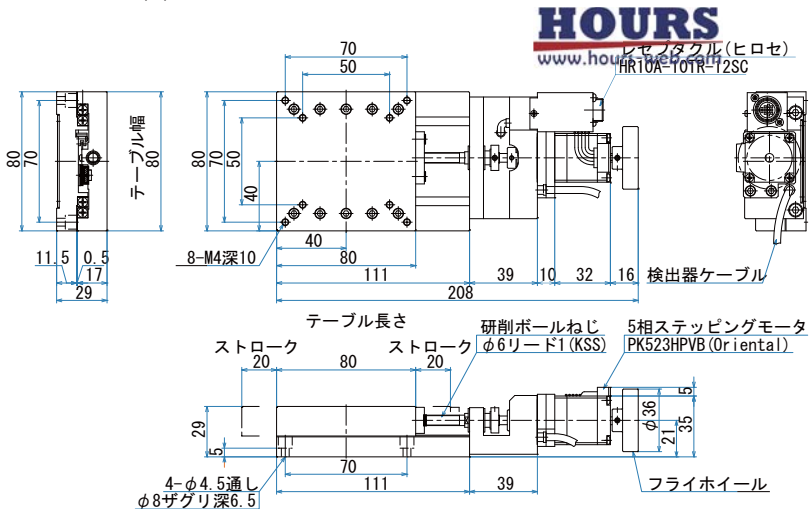 HOURS
www.hours-web.com
レセプタクル(ヒロセ)
HR10A-10TR-12SC
70
50
80
70
テーブル幅
80
80
70
50
40
40
80
111
39
10
32
16
208
8-M4深10
11.5
0.5
17
29
検出器ケーブル
テーブル長さ
ストローク
ストローク
20
80
20
研削ボールねじ
φ6リード1(KSS)
5相ステッピングモータ
PK523HPVB(Oriental)
29
5
70
111
39
4-φ4.5通し
φ8ザグリ深6.5
5
φ36
35
21
フライホイール